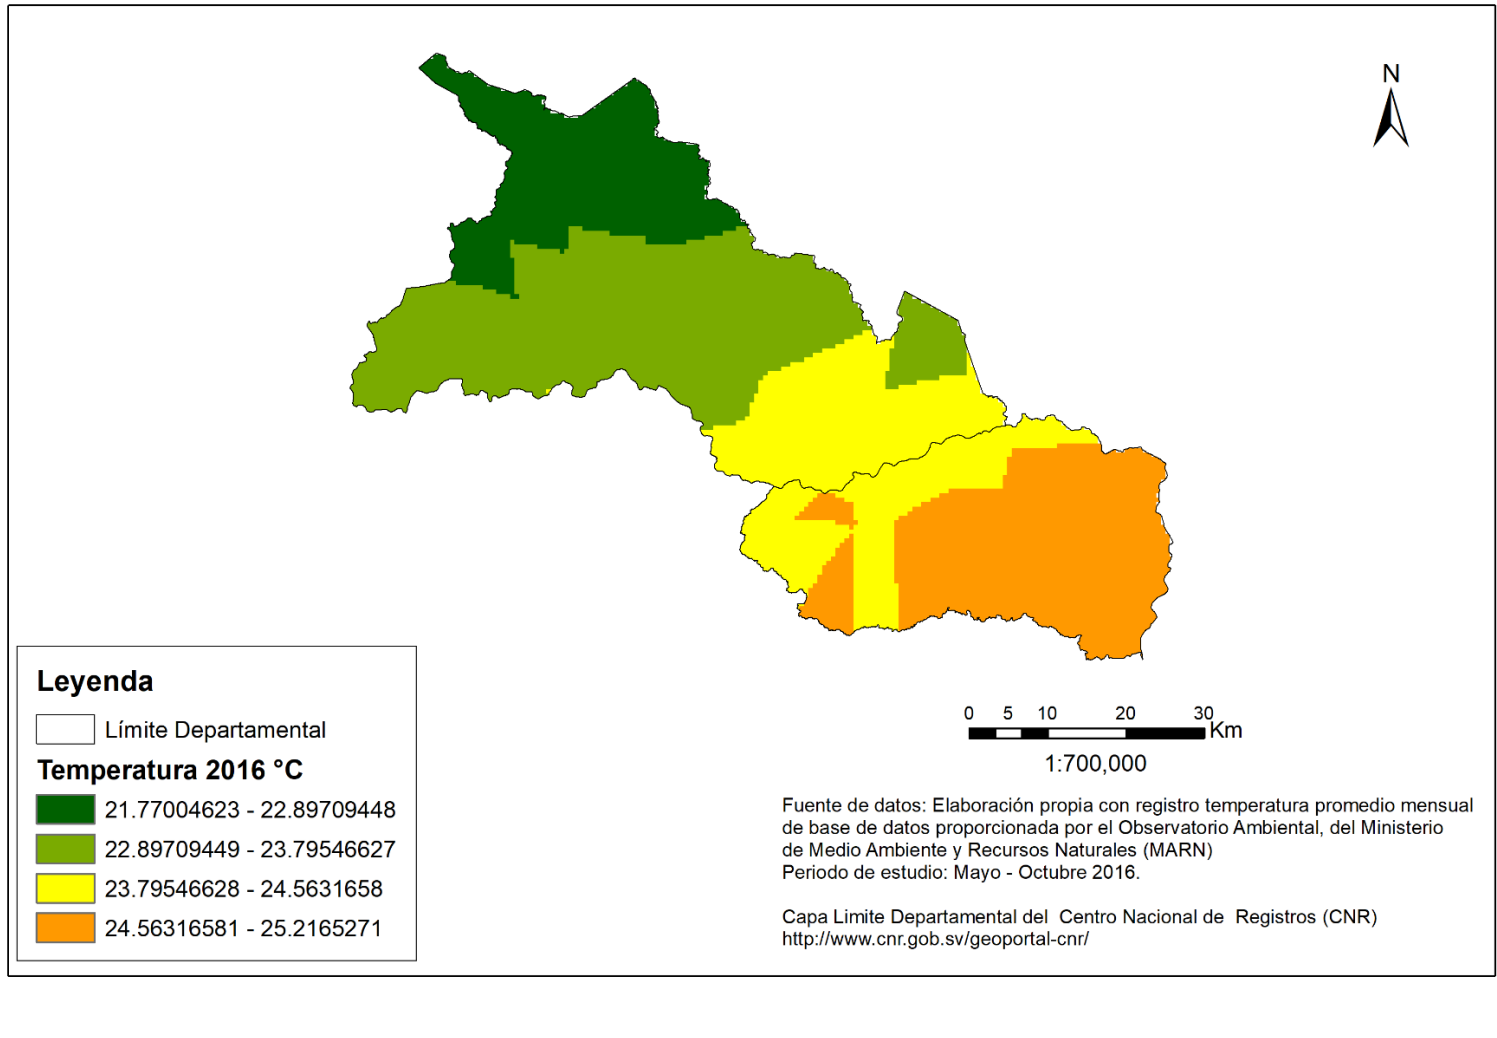 N
Leyenda
Límite Departamental
Temperatura 2016 °C
21.77004623 - 22.89709448
22.89709449 - 23.79546627
23.79546628 - 24.5631658
24.56316581 - 25.2165271
0 5 10 20 30
Km
1:700,000
Fuente de datos: Elaboración propia con registro temperatura promedio mensual
de base de datos proporcionada por el Observatorio Ambiental, del Ministerio
de Medio Ambiente y Recursos Naturales (MARN)
Periodo de estudio: Mayo - Octubre 2016.
Capa Limite Departamental del Centro Nacional de Registros (CNR)
http://www.cnr.gob.sv/geoportal-cnr/